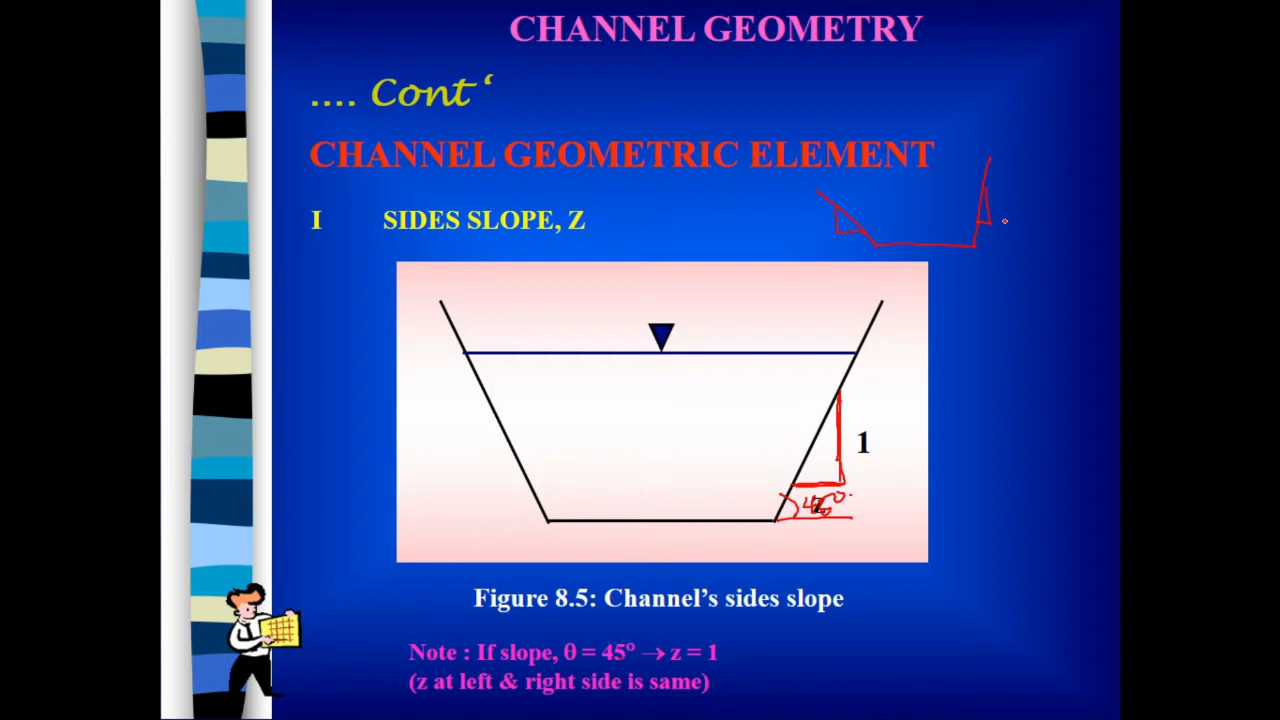 CHANNEL GEOMETRY
.... Cont ‘
CHANNEL GEOMETRIC ELEMENT
I SIDES SLOPE, Z
1
z
Figure 8.5: Channel’s sides slope
Note : If slope, θ = 45° → z = 1
(z at left & right side is same)